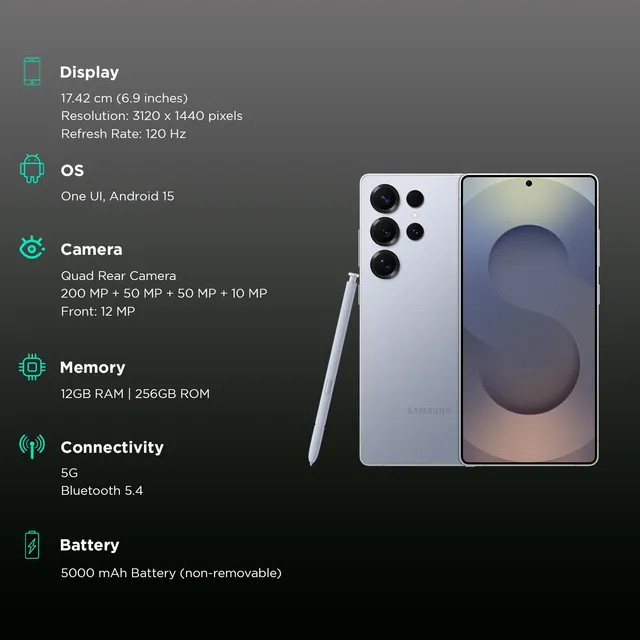 Display
17.42 cm (6.9 inches)
Resolution: 3120 x 1440 pixels
Refresh Rate: 120 Hz
OS
One UI, Android 15
Camera
Quad Rear Camera
200 MP + 50 MP + 50 MP + 10 MP
Front: 12 MP
Memory
12GB RAM | 256GB ROM
SAMSUNG
Connectivity
5G
Bluetooth 5.4
Battery
5000 mAh Battery (non-removable)